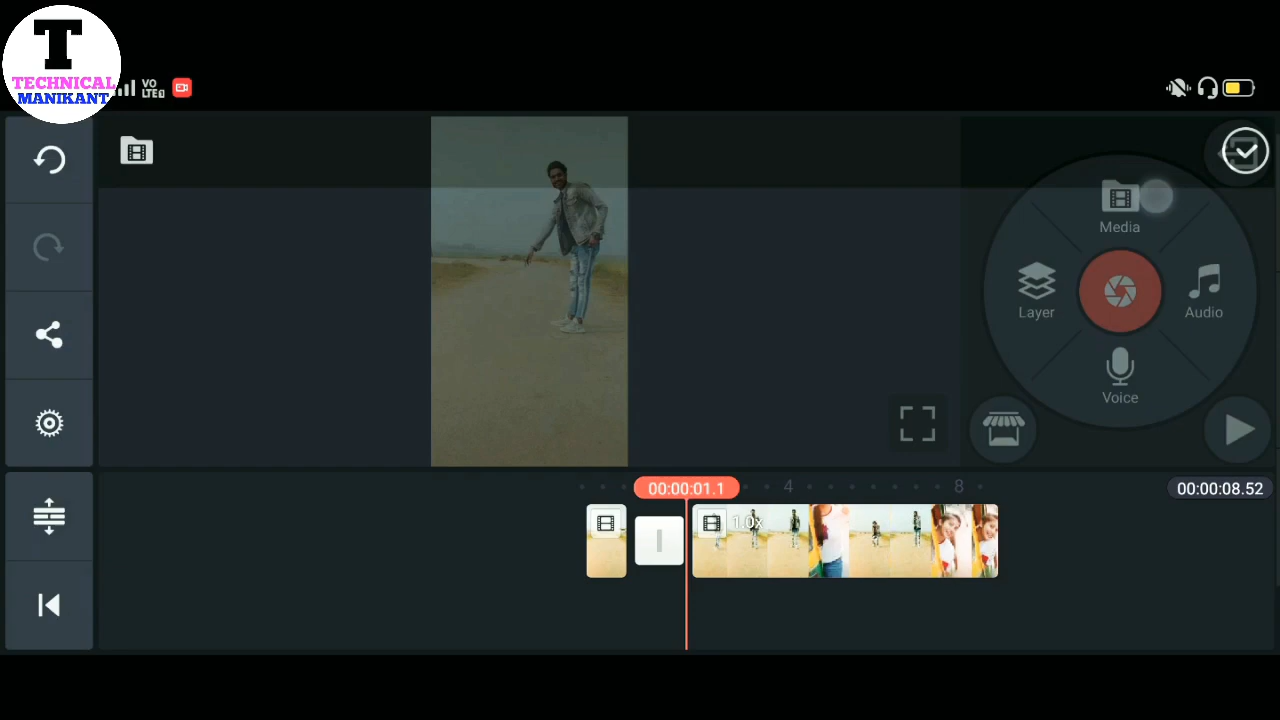 T
TECHNICAL
MANIKANT
VO
LTE
Media
Layer
Audio
Voice
00:00:01.1
4
8
00:00:08.52
1.0x